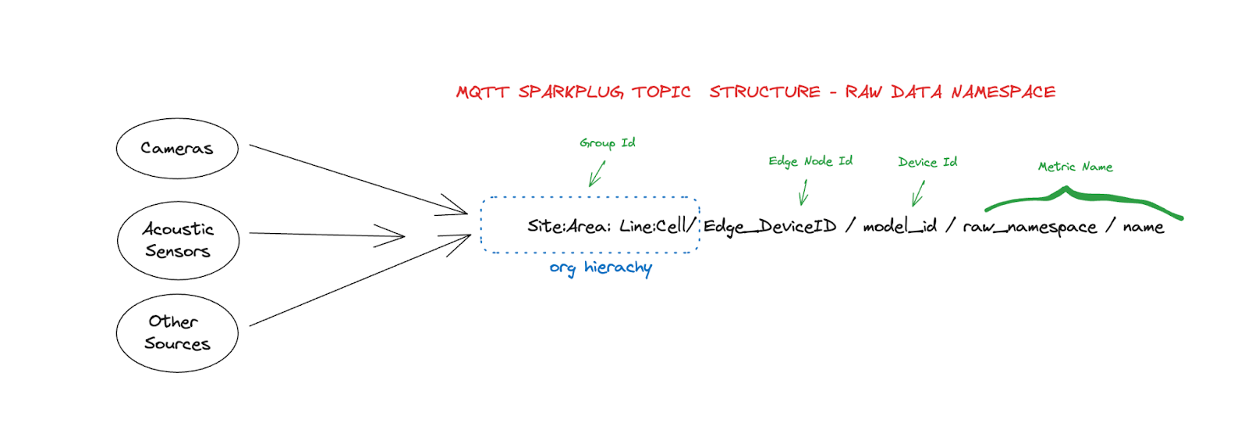 MQTT SPARKPLUG, TOPIC STRUCTURE - RAW DATA NAMESPACE
Cameras
Acoustic
Sensors
Other
Sources
Group Id
Edge Node Id
Device Id
Metric Name
Site:Area: Line:Cell/ Edge_DeviceID / model_id / raw_namespace / name
org hierachy